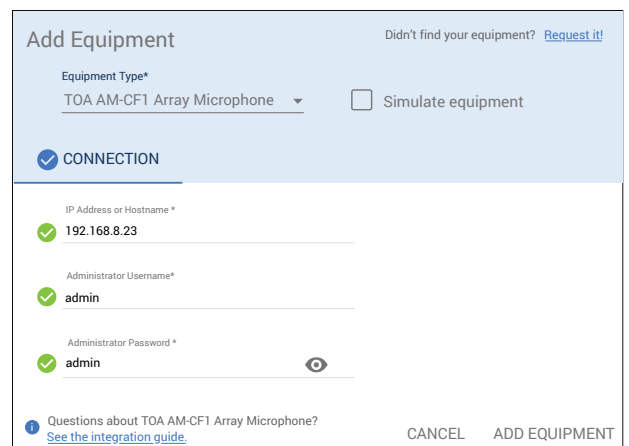 Add Equipment
Didn't find your equipment? Request it!
Equipment Type*
TOA AM-CF1 Array Microphone
Simulate equipment
CONNECTION
IP Address or Hostname *
192.168.8.23
Administrator Username*
admin
Administrator Password *
admin
Questions about TOA AM-CF1 Array Microphone?
See the integration guide.
CANCEL ADD EQUIPMENT